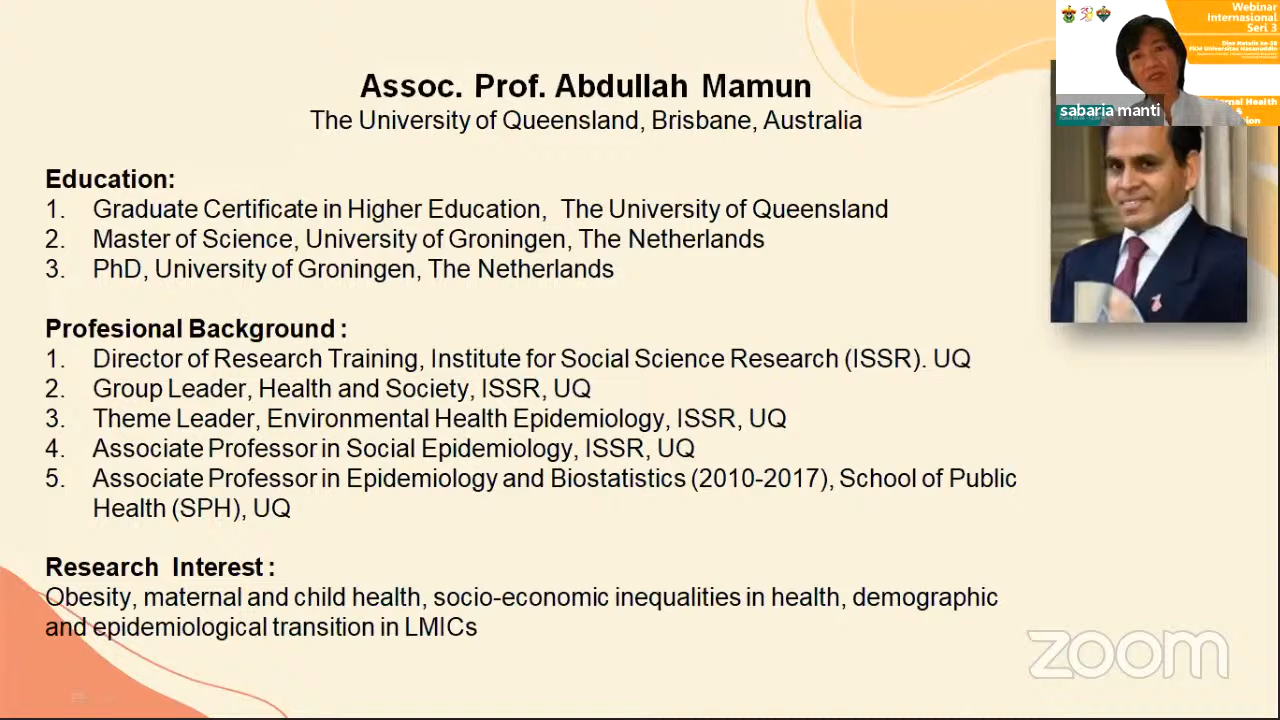 Assoc. Prof. Abdullah Mamun
The University of Queensland, Brisbane, Australia
Education:
1. Graduate Certificate in Higher Education, The University of Queensland
2. Master of Science, University of Groningen, The Netherlands
3. PhD, University of Groningen, The Netherlands
Profesional Background :
1. Director of Research Training, Institute for Social Science Research (ISSR). UQ
2. Group Leader, Health and Society, ISSR, UQ
3. Theme Leader, Environmental Health Epidemiology, ISSR, UQ
4. Associate Professor in Social Epidemiology, ISSR, UQ
5. Associate Professor in Epidemiology and Biostatistics (2010-2017), School of Public
Health (SPH), UQ
Research Interest :
Obesity, maternal and child health, socio-economic inequalities in health, demographic
and epidemiological transition in LMICs
Webinar
Internasional
Seri 3
FKM Universitas Hasanuddin
Health
&
sabaria manti
zoom